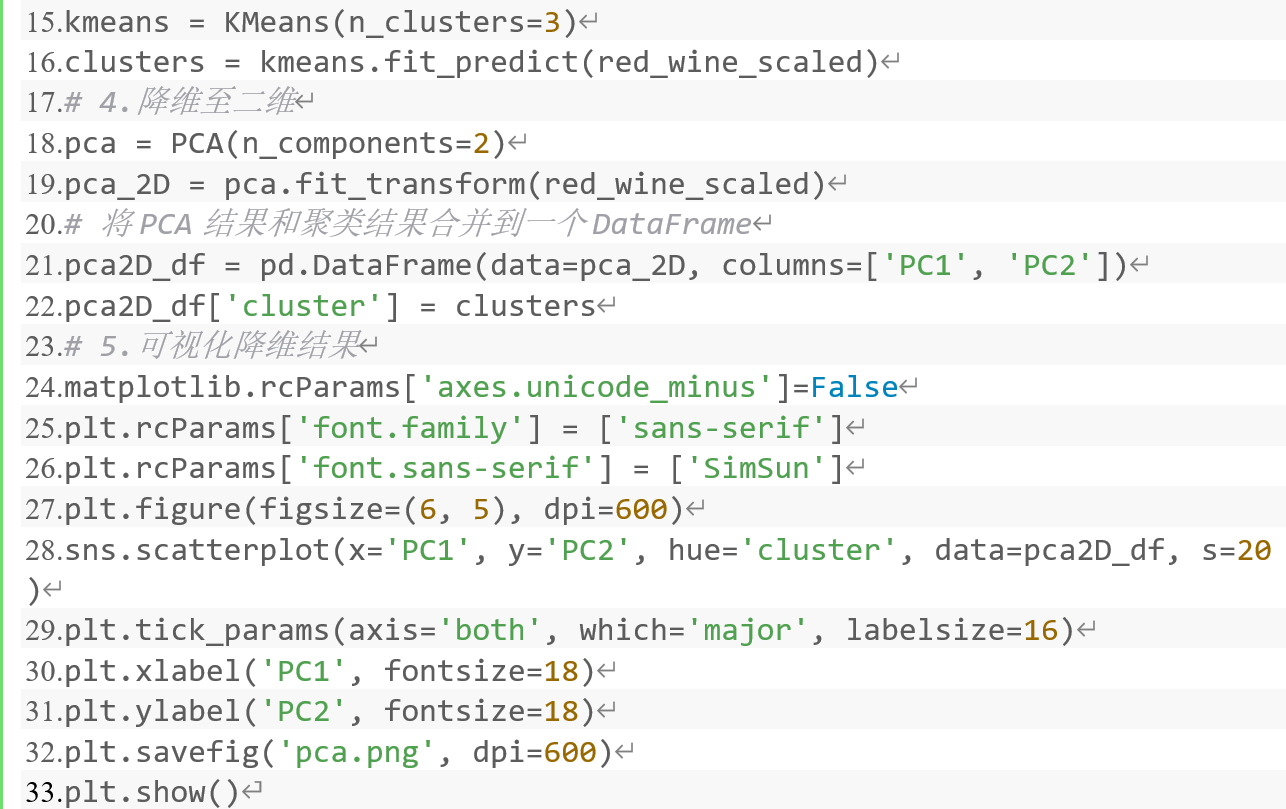 15.kmeans = KMeans(n_clusters=3)↵
16.clusters = kmeans.fit_predict(red_wine_scaled)↵
17.# 4.降维至二维↵
18.pca = PCA(n_components=2)↵
19.pca_2D = pca.fit_transform(red_wine_scaled)↵
20.# 将 PCA 结果和聚类结果合并到一个 DataFrame↵
21.pca2D_df = pd.DataFrame(data=pca_2D, columns=['PC1', 'PC2'])↵
22.pca2D_df['cluster'] = clusters↵
23.# 5.可视化降维结果↵
24.matplotlib.rcParams['axes.unicode_minus']=False↵
25.plt.rcParams['font.family'] = ['sans-serif']↵
26.plt.rcParams['font.sans-serif'] = ['SimSun']↵
27.plt.figure(figsize=(6, 5), dpi=600)↵
28.sns.scatterplot(x='PC1', y='PC2', hue='cluster', data=pca2D_df, s=20
)↵
29.plt.tick_params(axis='both', which='major', labelsize=16)↵
30.plt.xlabel('PC1', fontsize=18)↵
31.plt.ylabel('PC2', fontsize=18)↵
32.plt.savefig('pca.png', dpi=600)↵
33.plt.show()↵